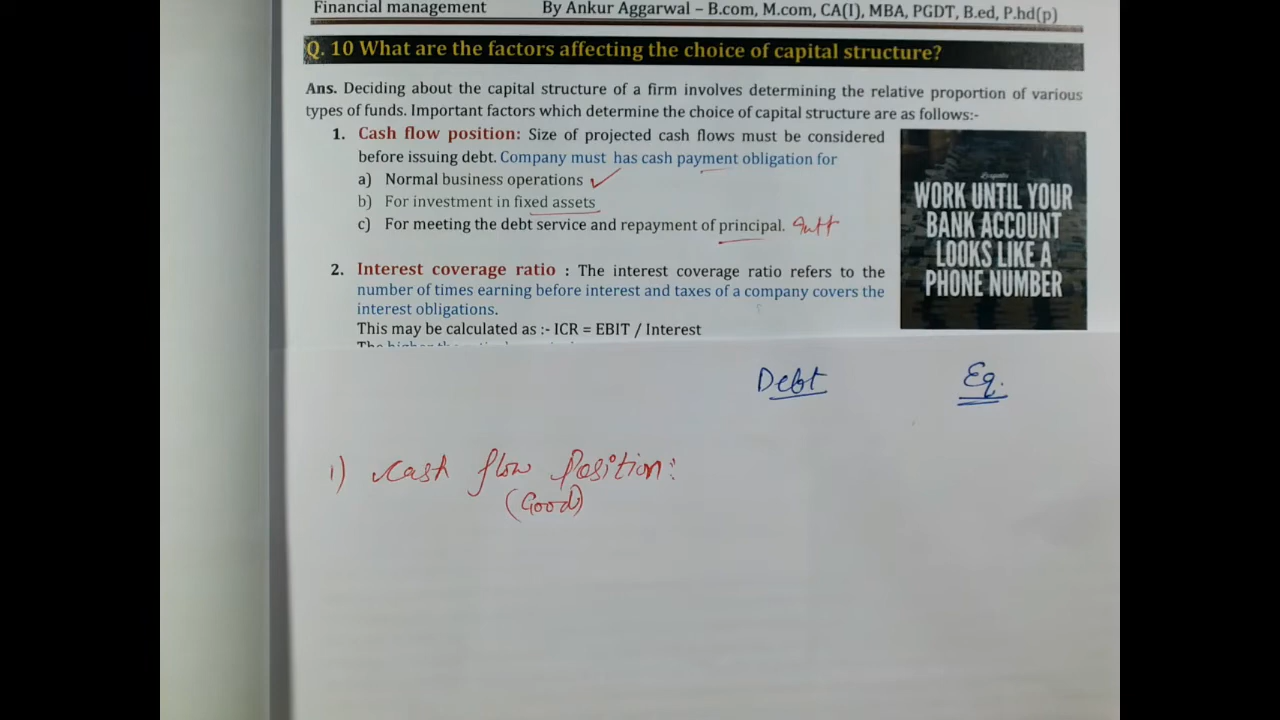 Financial management By Ankur Aggarwal – B.com, M.com, CA(I), MBA, PGDT, B.ed, P.hd(p)
Q. 10 What are the factors affecting the choice of capital structure?
Ans. Deciding about the capital structure of a firm involves determining the relative proportion of various
types of funds. Important factors which determine the choice of capital structure are as follows:-
1. Cash flow position: Size of projected cash flows must be considered
before issuing debt. Company must has cash payment obligation for
a) Normal business operations
b) For investment in fixed assets
c) For meeting the debt service and repayment of principal.
2. Interest coverage ratio : The interest coverage ratio refers to the
number of times earning before interest and taxes of a company covers the
interest obligations.
This may be calculated as :- ICR = EBIT / Interest
WORK UNTIL YOUR
BANK ACCOUNT
LOOKS LIKE A
PHONE NUMBER
Debt Eq.
1) Cash flow Position:
(Good)